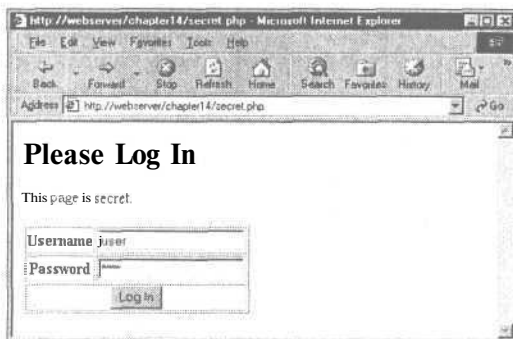 http://webserver/chapter14/secret.php - Microsoft Internet Explorer
File Edit View Favorites Tools Help
Back Forward Stop Refresh Home Search Favorites History Mail
Address http://webserver/chapter14/secret.php Go
Please Log In
This page is secret.
Username juser
Password ****
Log In